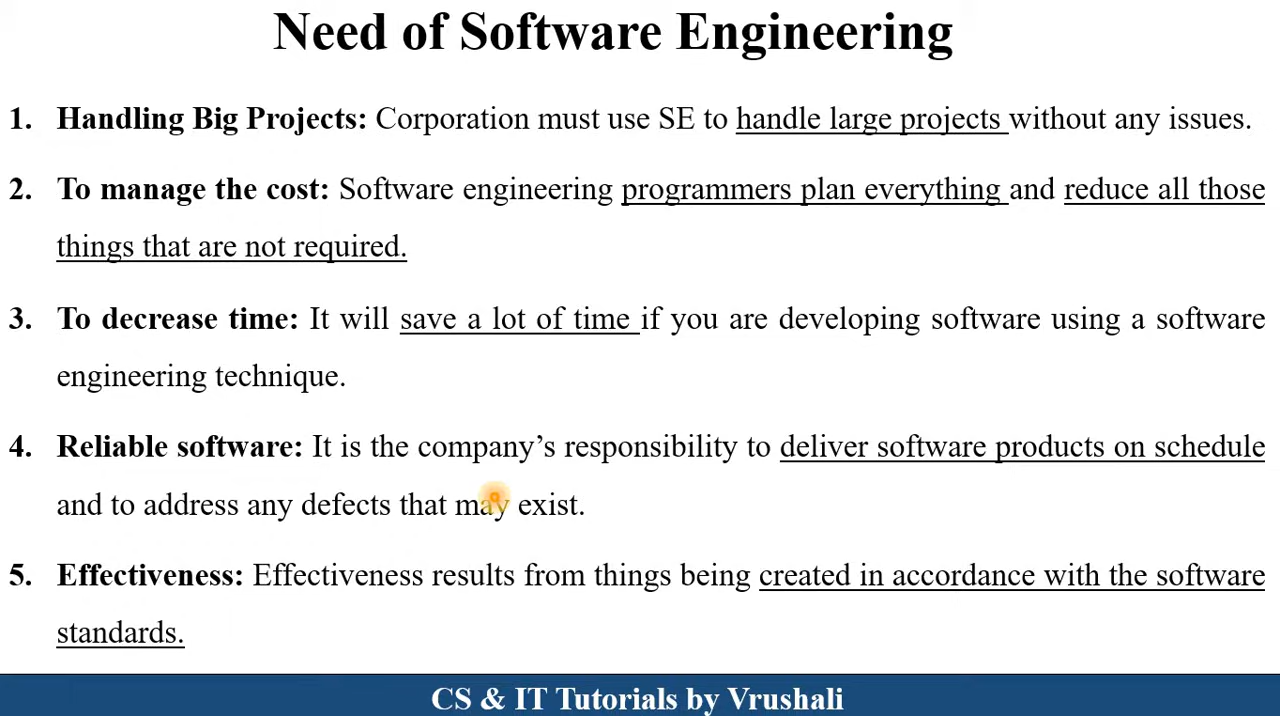 Need of Software Engineering
1. Handling Big Projects: Corporation must use SE to handle large projects without any issues.
2. To manage the cost: Software engineering programmers plan everything and reduce all those
things that are not required.
3. To decrease time: It will save a lot of time if you are developing software using a software
engineering technique.
4. Reliable software: It is the company’s responsibility to deliver software products on schedule
and to address any defects that may exist.
5. Effectiveness: Effectiveness results from things being created in accordance with the software
standards.
CS & IT Tutorials by Vrushali